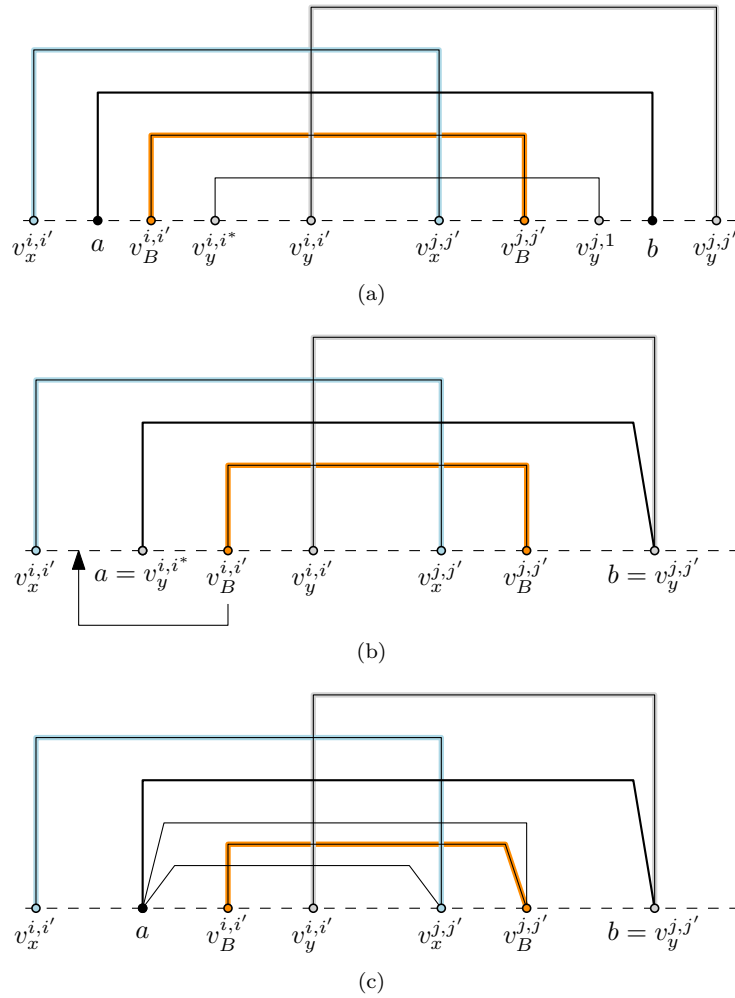 $v_x^{i,i'}$ $a$ $v_B^{i,i'}$ $v_y^{i,i^*}$ $v_y^{i,i'}$ $v_x^{j,j'}$ $v_B^{j,j'}$ $v_y^{j,1}$ $b$ $v_y^{j,j'}$
(a)
$v_x^{i,i'}$ $a = v_y^{i,i^*}$ $v_B^{i,i'}$ $v_y^{i,i'}$ $v_x^{j,j'}$ $v_B^{j,j'}$ $b = v_y^{j,j'}$
(b)
$v_x^{i,i'}$ $a$ $v_B^{i,i'}$ $v_y^{i,i'}$ $v_x^{j,j'}$ $v_B^{j,j'}$ $b = v_y^{j,j'}$
(c)